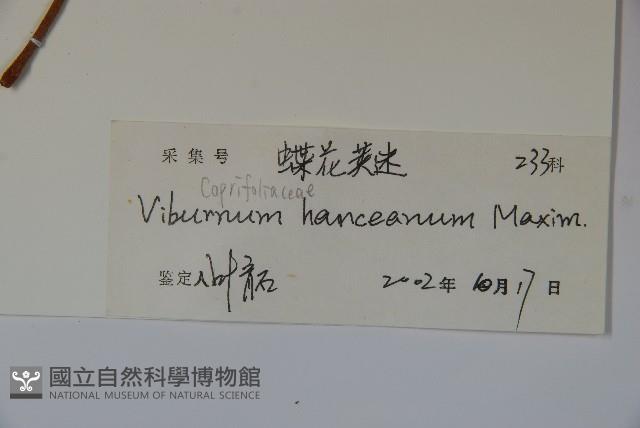 采集号 蝶花荚迷 233科
Caprifoliaceae
Viburnum hanceanum Maxim.
鉴定人 2002年 10月17日
國立自然科學博物館
NATIONAL MUSEUM OF NATURAL SCIENCE